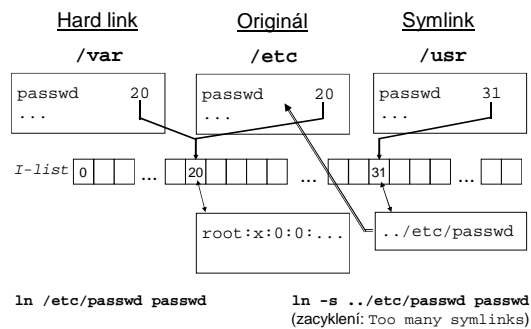 Hard link Originál Symlink
/var /etc /usr
passwd 20 passwd 20 passwd 31
... ... ...
I-list 0 ... 20 ... 31 ...
root:x:0:0:... ../etc/passwd
ln /etc/passwd passwd ln -s ../etc/passwd passwd
(zacyklení: Too many symlinks)